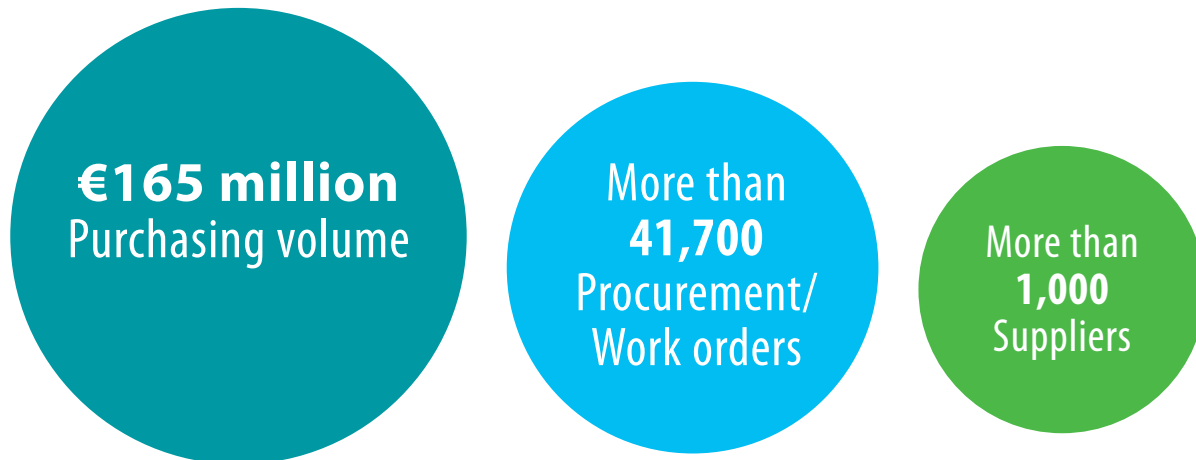 €165 million
Purchasing volume
More than
41,700
Procurement/
Work orders
More than
1,000
Suppliers